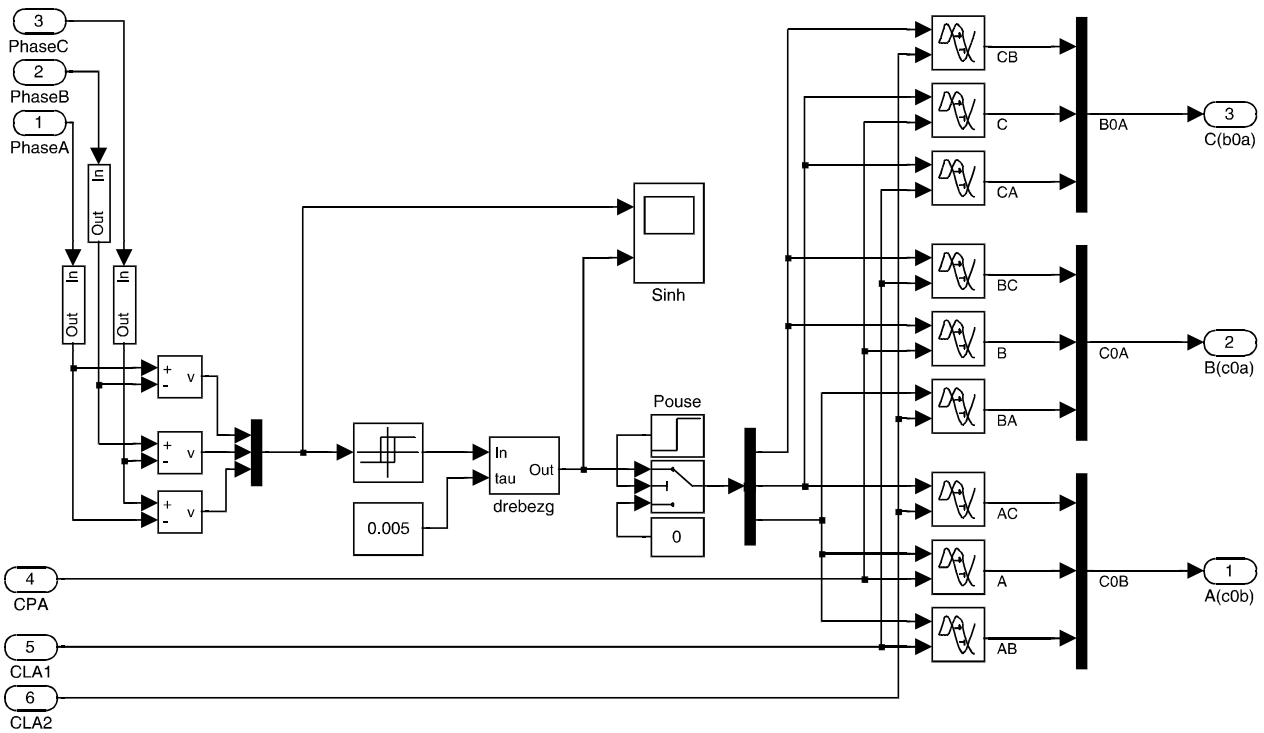 3
PhaseC
2
PhaseB
1
PhaseA
In
Out
In
Out
In
Out
+
-
v
+
-
v
+
-
v
Sinh
In
tau
Out
drebezg
0.005
Pouse
0
4
CPA
5
CLA1
6
CLA2
CB
C
CA
B0A
3
C(b0a)
BC
B
BA
C0A
2
B(c0a)
AC
A
AB
C0B
1
A(c0b)